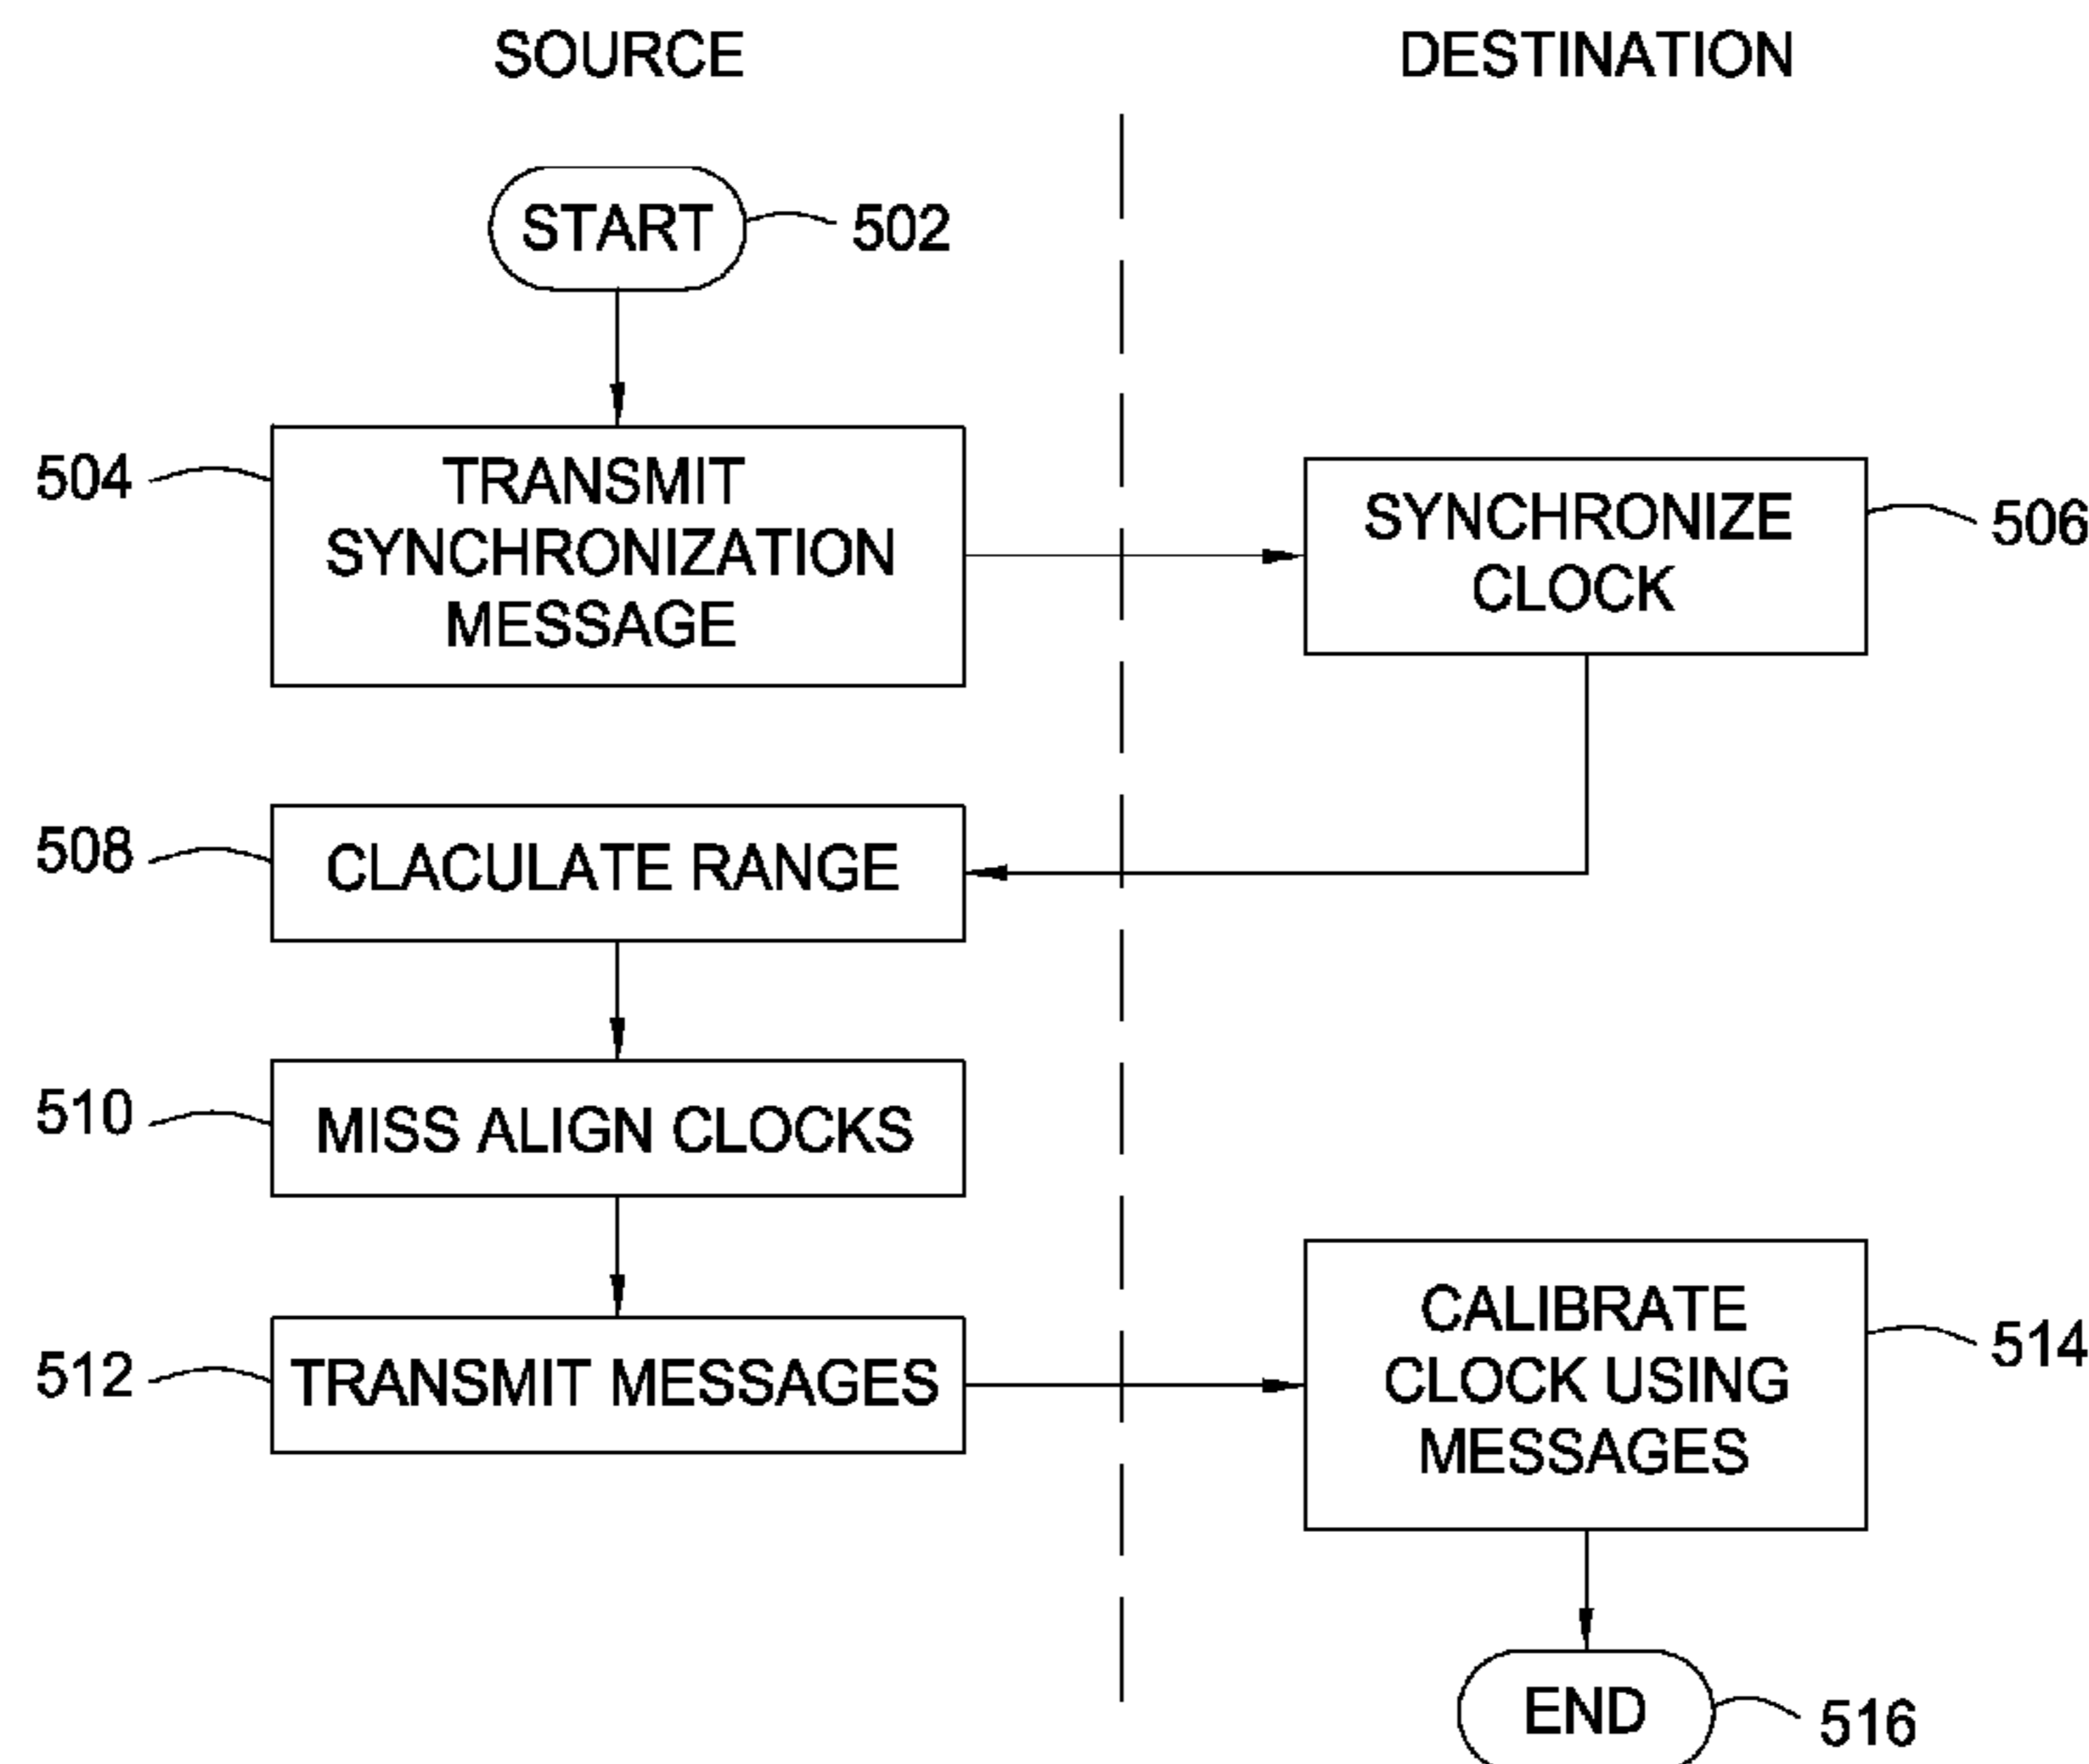 SOURCE
DESTINATION
START
502
504
TRANSMIT
SYNCHRONIZATION
MESSAGE
SYNCHRONIZE
CLOCK
506
508
CLACULATE RANGE
510
MISS ALIGN CLOCKS
512
TRANSMIT MESSAGES
CALIBRATE
CLOCK USING
MESSAGES
514
END
516